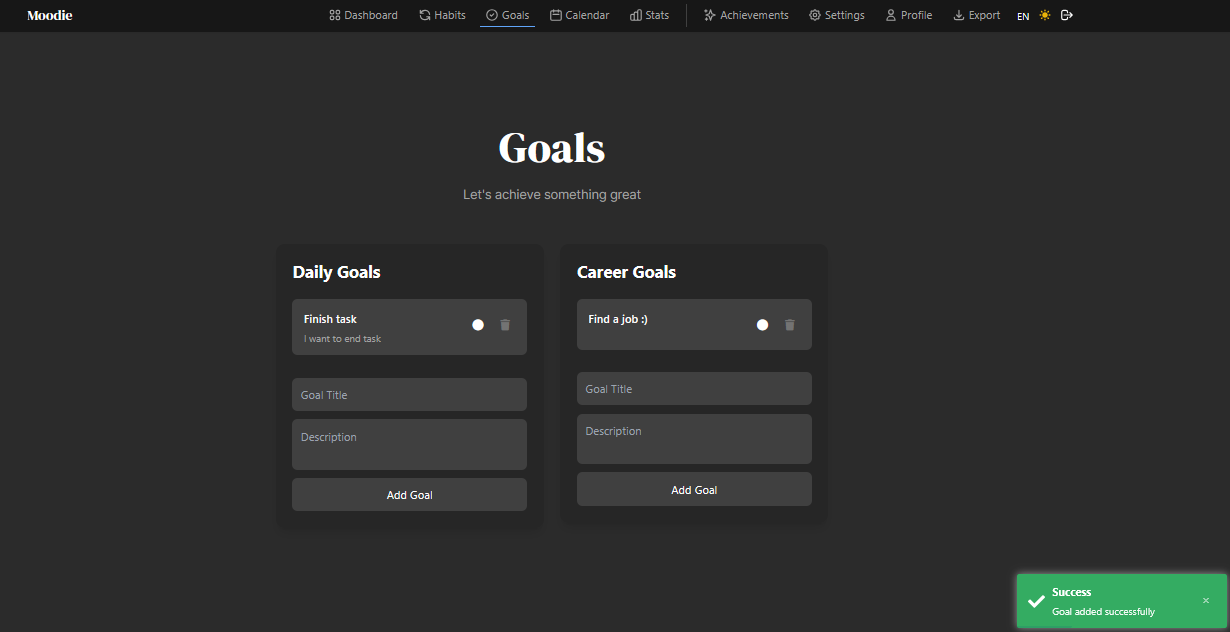 Moodie
Dashboard Habits Goals Calendar Stats Achievements Settings Profile Export EN
Goals
Let's achieve something great
Daily Goals
Finish task
I want to end task
Goal Title
Description
Add Goal
Career Goals
Find a job :)
Goal Title
Description
Add Goal
Success
Goal added successfully
×